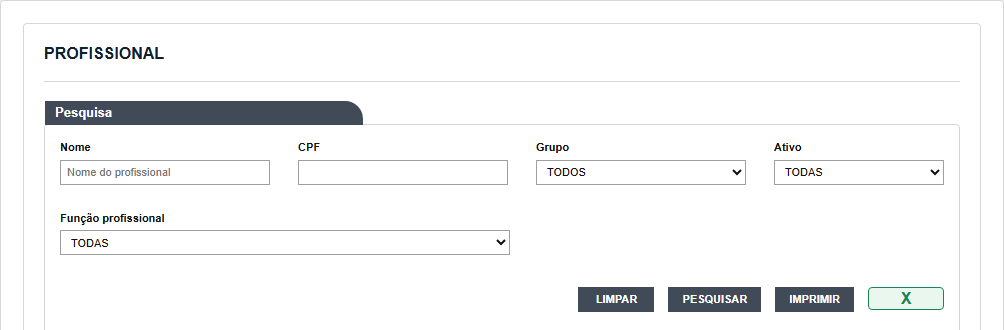 PROFISSIONAL
Pesquisa
Nome CPF Grupo Ativo
Nome do profissional TODOS TODAS
Função profissional
TODAS
LIMPAR PESQUISAR IMPRIMIR X